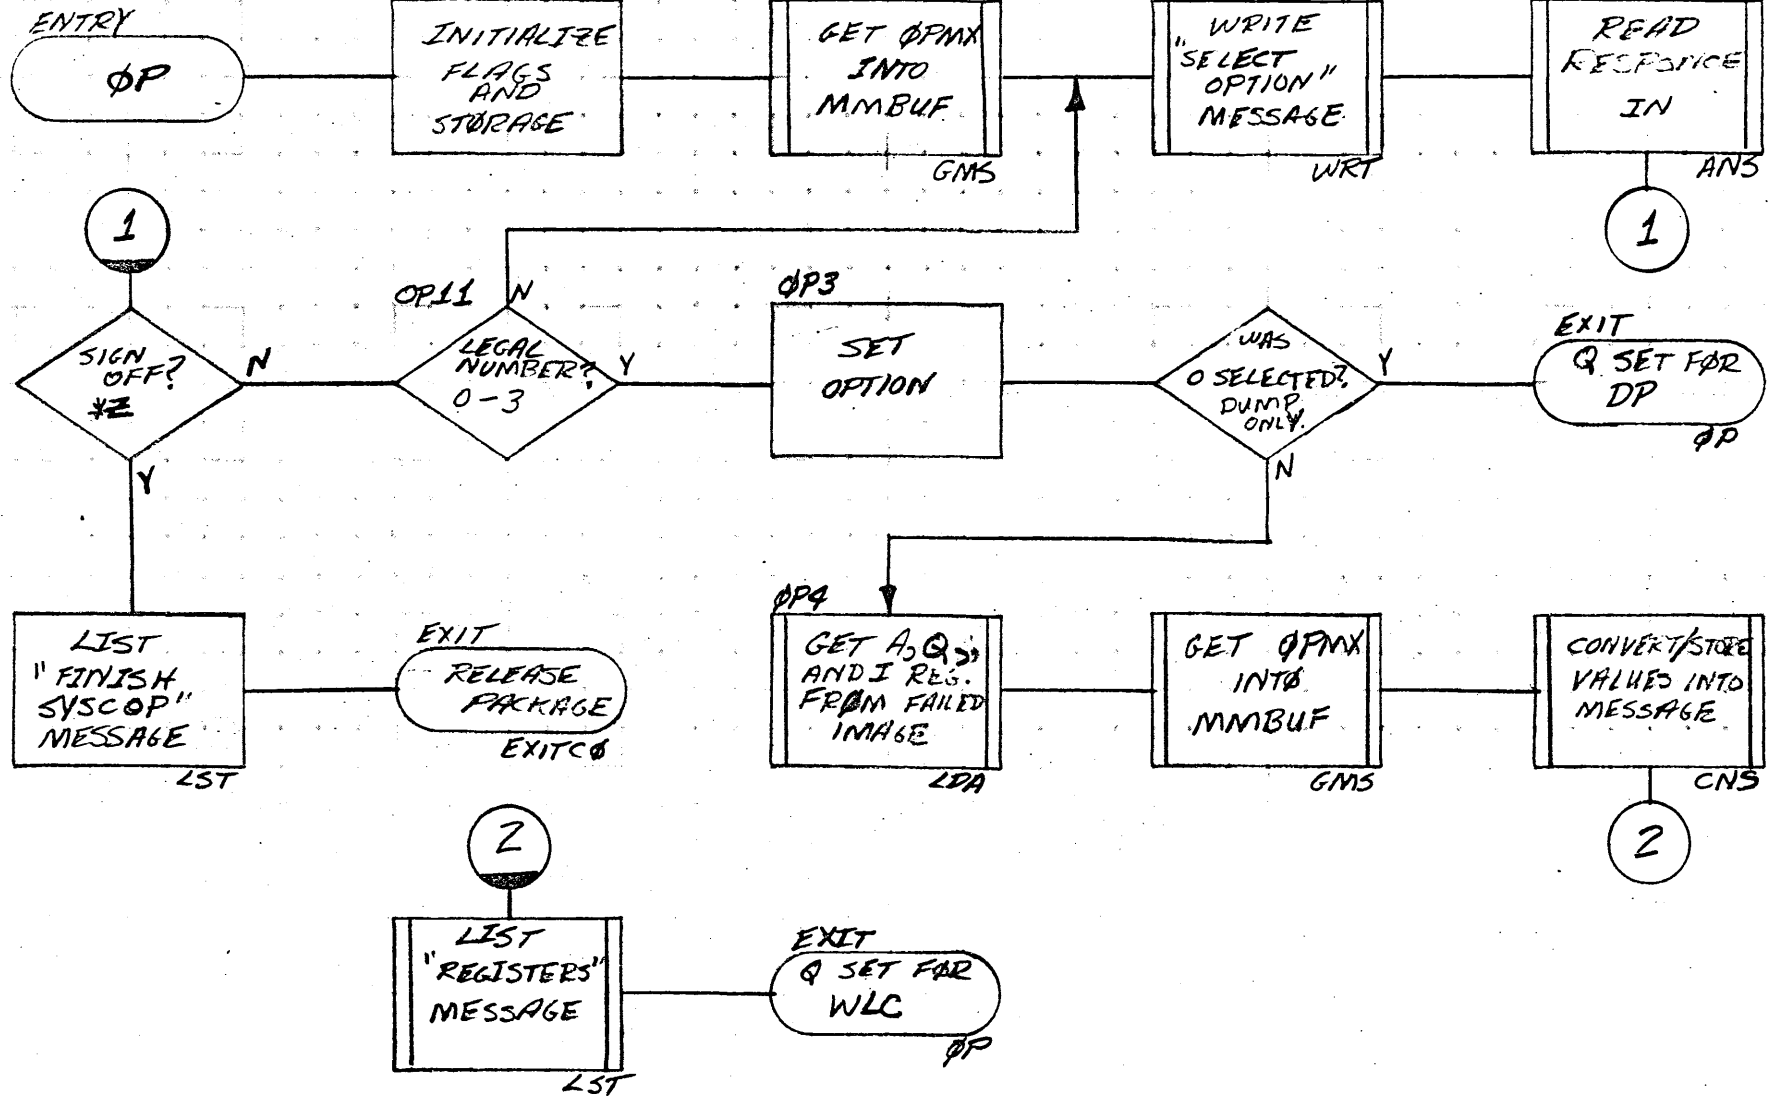 ENTRY
ØP
INITIALIZE
FLAGS
AND
STØRAGE
GET ØPMX
INTO
MMBUF
GMS
WRITE
"SELECT
OPTION"
MESSAGE
WRT
READ
RESPONCE
IN
ANS
1
1
SIGN
OFF?
*Z
N
Y
OP11
N
LEGAL
NUMBER?
0-3
Y
ØP3
SET
OPTION
WAS
0 SELECTED?
DUMP
ONLY.
Y
N
EXIT
Q SET FØR
DP
ØP
LIST
"FINISH
SYSCOP"
MESSAGE
LST
EXIT
RELEASE
PACKAGE
EXITCØ
ØP4
GET A, Q,
AND I REG.
FRØM FAILED
IMAGE
LDA
GET ØPMX
INTØ
MMBUF
GMS
CONVERT/STORE
VALUES INTO
MESSAGE
CNS
2
2
LIST
"REGISTERS"
MESSAGE
LST
EXIT
Q SET FØR
WLC
ØP